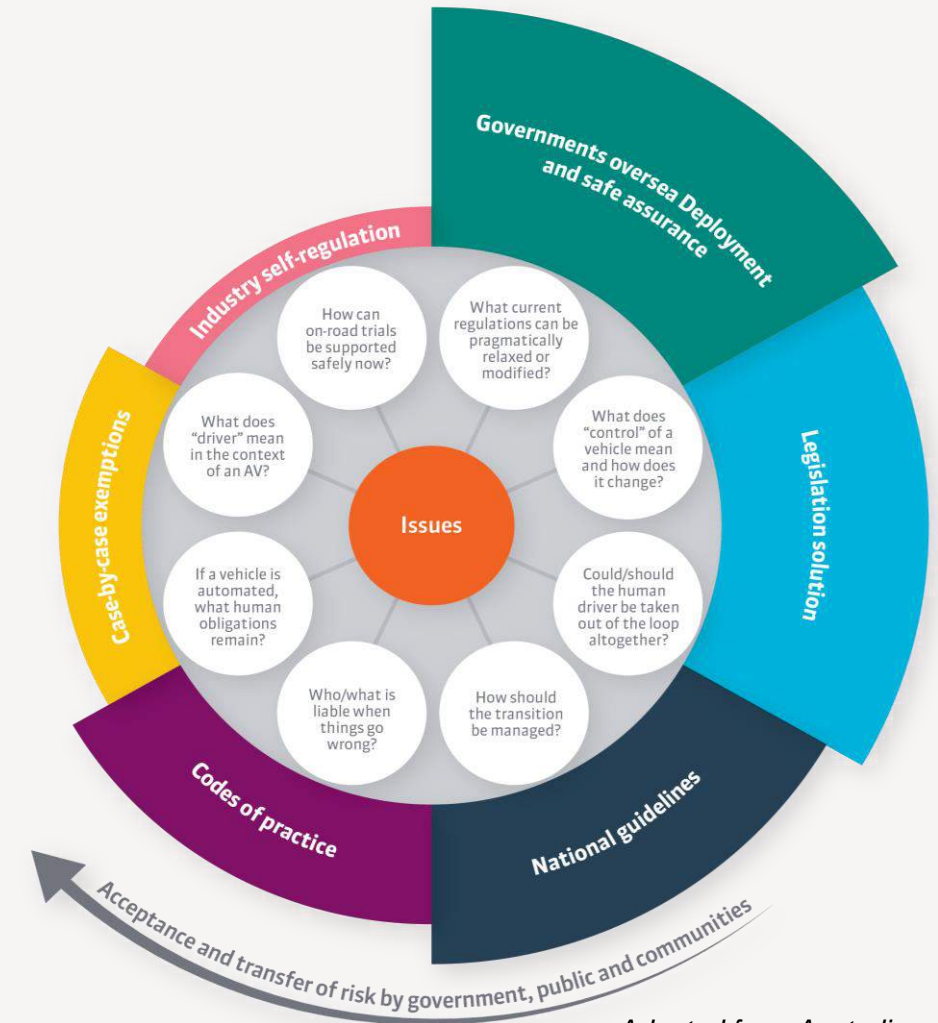 Governments oversea Deployment
and safe assurance
Legislation solution
National guidelines
Codes of practice
Case-by-case exemptions
Industry self-regulation
What current
regulations can be
pragmatically
relaxed or
modified?
What does
“control” of a
vehicle mean
and how does
it change?
Could/should
the human
driver be taken
out of the loop
altogether?
How should
the transition
be managed?
Who/what is
liable when
things go
wrong?
If a vehicle is
automated,
what human
obligations
remain?
What does
“driver” mean
in the context
of an AV?
How can
on-road trials
be supported
safely now?
Issues
Acceptance and transfer of risk by government, public and communities